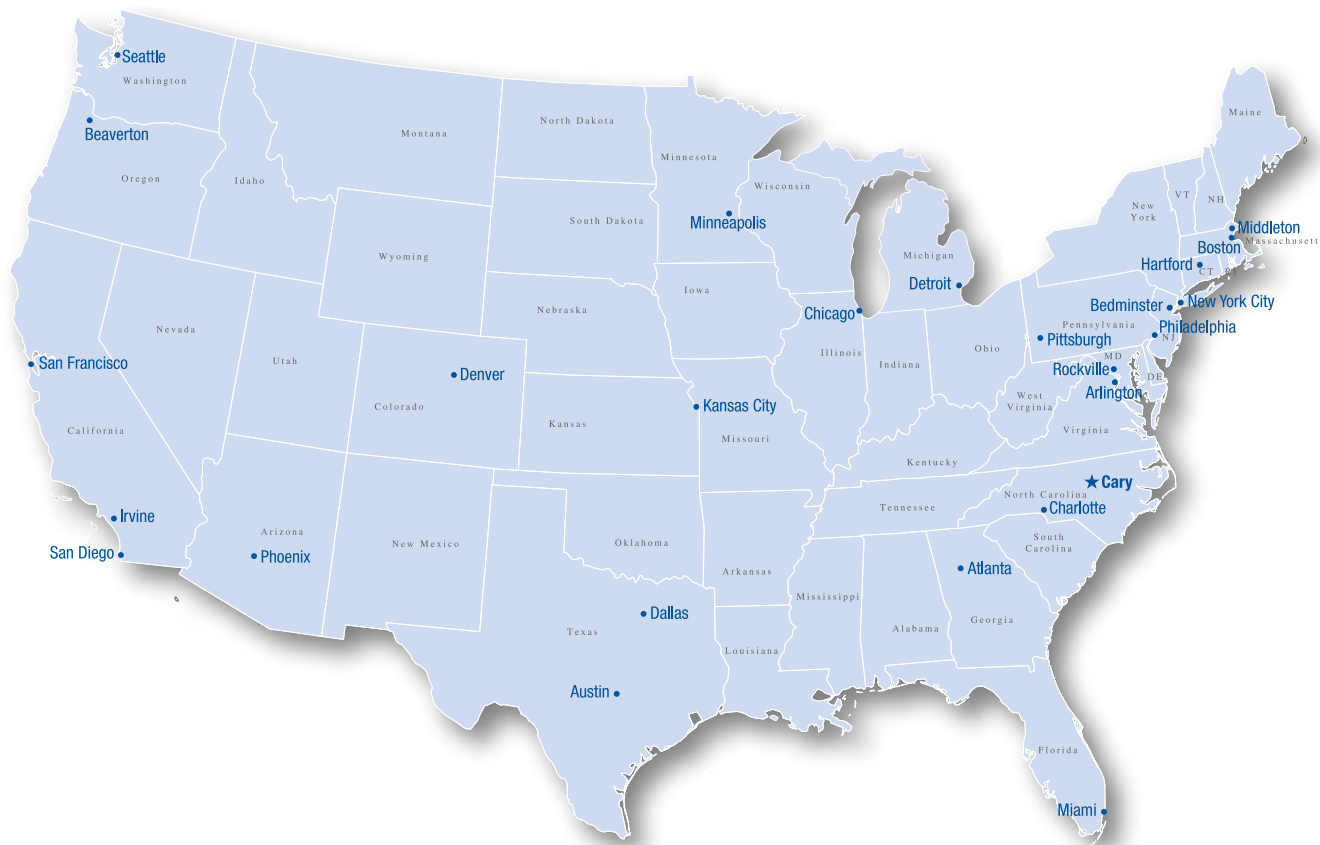 Seattle
Washington
Maine
Montana
North Dakota
Beaverton
Minnesota
Oregon
Idaho
Wisconsin
VT
NH
New
York
South Dakota
Minneapolis
Middleton
Massachusett
Boston
Wyoming
Michigan
Hartford
CT
RI
Detroit
Iowa
Nebraska
New York City
Bedminster
Chicago
Pennsylvania
Philadelphia
Nevada
Pittsburgh
NJ
Ohio
Illinois
Indiana
Utah
MD
San Francisco
Rockville
Denver
DE
Arlington
West
Virginia
Colorado
Kansas City
Kansas
California
Virginia
Missouri
Kentucky
Cary
North Carolina
Tennessee
Charlotte
Irvine
Arizona
South
Carolina
New Mexico
Oklahoma
San Diego
Phoenix
Atlanta
Arkansas
Mississippi
Dallas
Georgia
Texas
Alabama
Louisiana
Austin
Florida
Miami